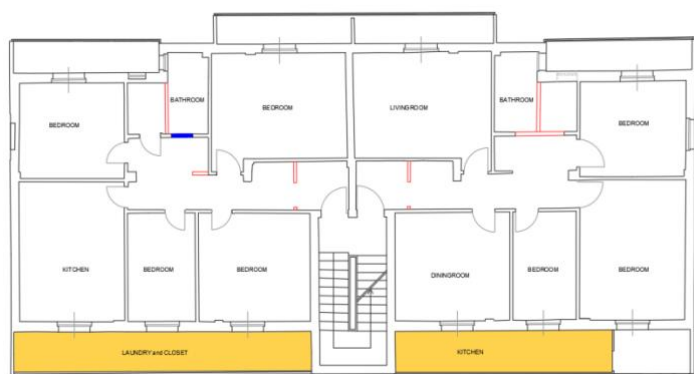 BATHROOM
BEDROOM
LIVINGROOM
BATHROOM
BEDROOM
BEDROOM
KITCHEN
BEDROOM
BEDROOM
DININGROOM
BEDROOM
BEDROOM
LAUNDRY and CLOSET
KITCHEN